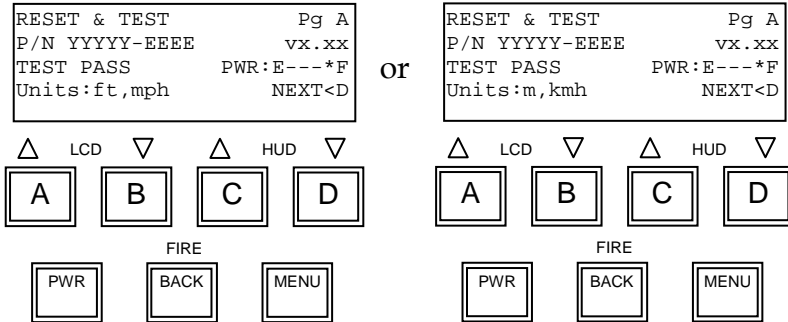 RESET & TEST Pg A
P/N YYYYY-EEEE vx.xx
TEST PASS PWR:E---*F
Units:ft,mph NEXT<D
LCD HUD
A B C D
FIRE
PWR BACK MENU
or
RESET & TEST Pg A
P/N YYYYY-EEEE vx.xx
TEST PASS PWR:E---*F
Units:m,kmh NEXT<D
LCD HUD
A B C D
FIRE
PWR BACK MENU